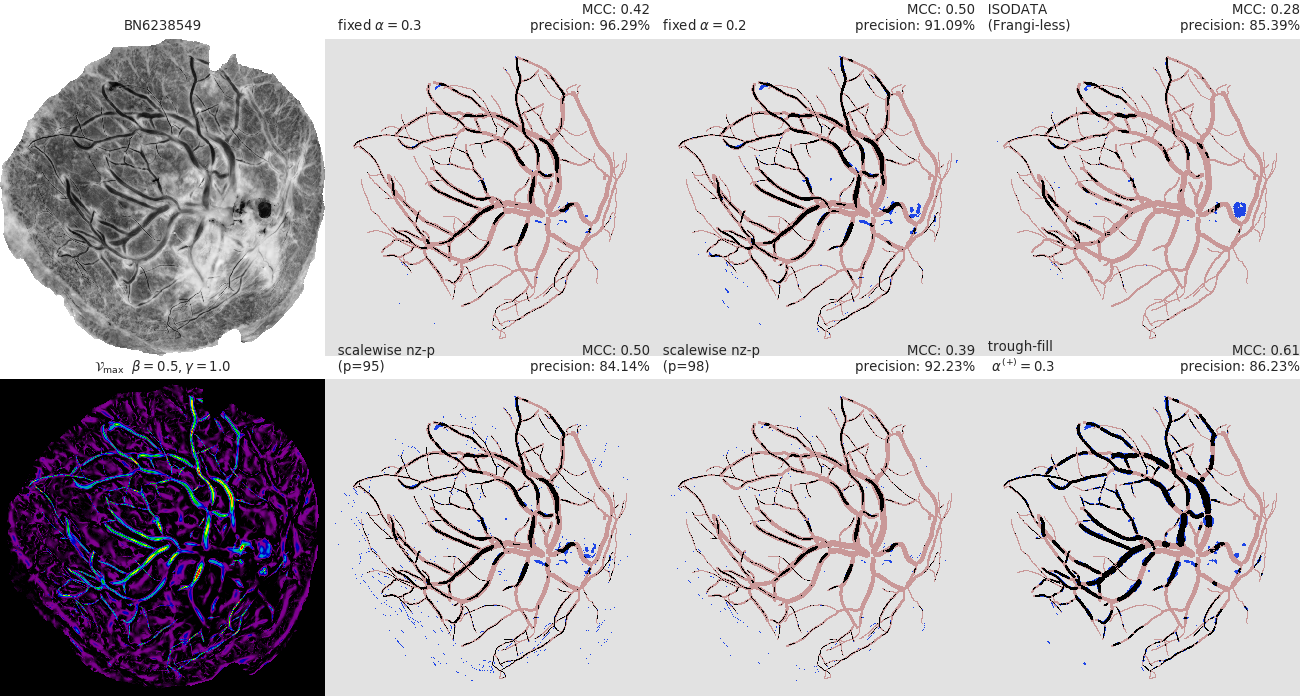 BN6238549
fixed α = 0.3
MCC: 0.42
precision: 96.29%
fixed α = 0.2
MCC: 0.50
precision: 91.09%
ISODATA
(Frangi-less)
MCC: 0.28
precision: 85.39%
𝒱max β = 0.5, γ = 1.0
scalewise nz-p
(p=95)
MCC: 0.50
precision: 84.14%
scalewise nz-p
(p=98)
MCC: 0.39
precision: 92.23%
trough-fill
α(+) = 0.3
MCC: 0.61
precision: 86.23%